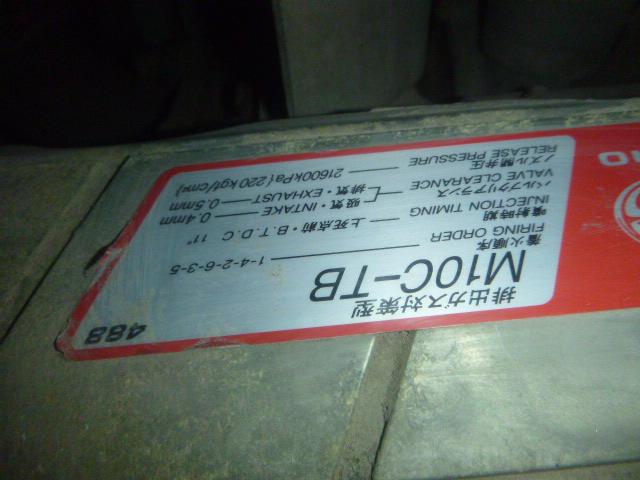 排出ガス対策型
488
M10C-TB
着火順序
FIRING ORDER 1-4-2-6-3-5
噴射時期
INJECTION TIMING 上死点前・B.T.D.C 11°
バルブクリアランス 吸気・INTAKE 0.4mm
VALVE CLEARANCE 排気・EXHAUST 0.5mm
ノズル開弁圧
RELEASE PRESSURE 21600kPa{220 kgf/cm²}